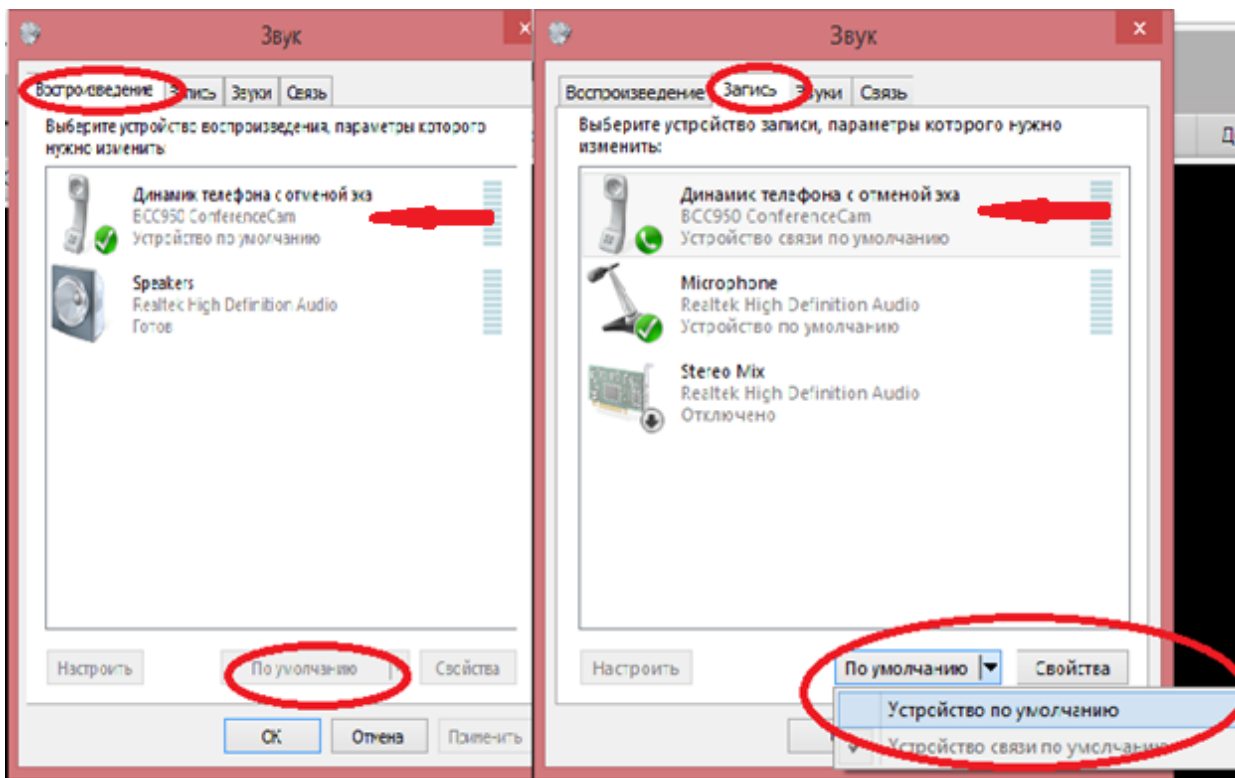 Звук
Воспроизведение Запись Звуки Связь
Выберите устройство воспроизведения, параметры которого
нужно изменить:
Динамик телефона с отменой эха
BCC950 ConferenceCam
Устройство по умолчанию
Speakers
Realtek High Definition Audio
Готов
Настроить По умолчанию Свойства
ОК Отмена Применить
Звук
Воспроизведение Запись Звуки Связь
Выберите устройство записи, параметры которого нужно
изменить:
Динамик телефона с отменой эха
BCC950 ConferenceCam
Устройство связи по умолчанию
Microphone
Realtek High Definition Audio
Устройство по умолчанию
Stereo Mix
Realtek High Definition Audio
Отключено
Настроить По умолчанию Свойства
Устройство по умолчанию
Устройство связи по умолчанию